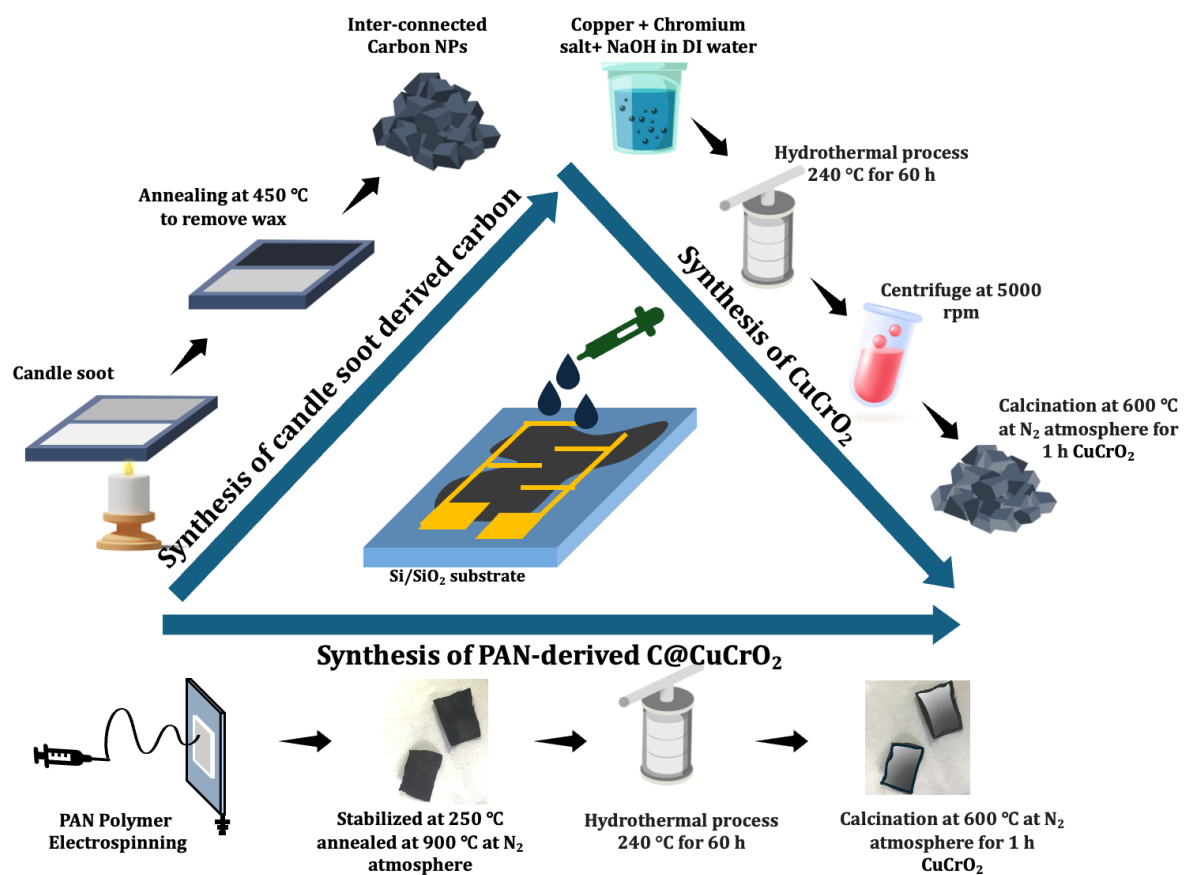 Inter-connected
Carbon NPs
Copper + Chromium
salt+ NaOH in DI water
Annealing at 450 °C
to remove wax
Hydrothermal process
240 °C for 60 h
Candle soot
Centrifuge at 5000
rpm
Calcination at 600 °C
at N₂ atmosphere for
1 h CuCrO₂
Synthesis of candle soot derived carbon
Synthesis of CuCrO₂
Si/SiO₂ substrate
Synthesis of PAN-derived C@CuCrO₂
PAN Polymer
Electrospinning
Stabilized at 250 °C
annealed at 900 °C at N₂
atmosphere
Hydrothermal process
240 °C for 60 h
Calcination at 600 °C at N₂
atmosphere for 1 h
CuCrO₂